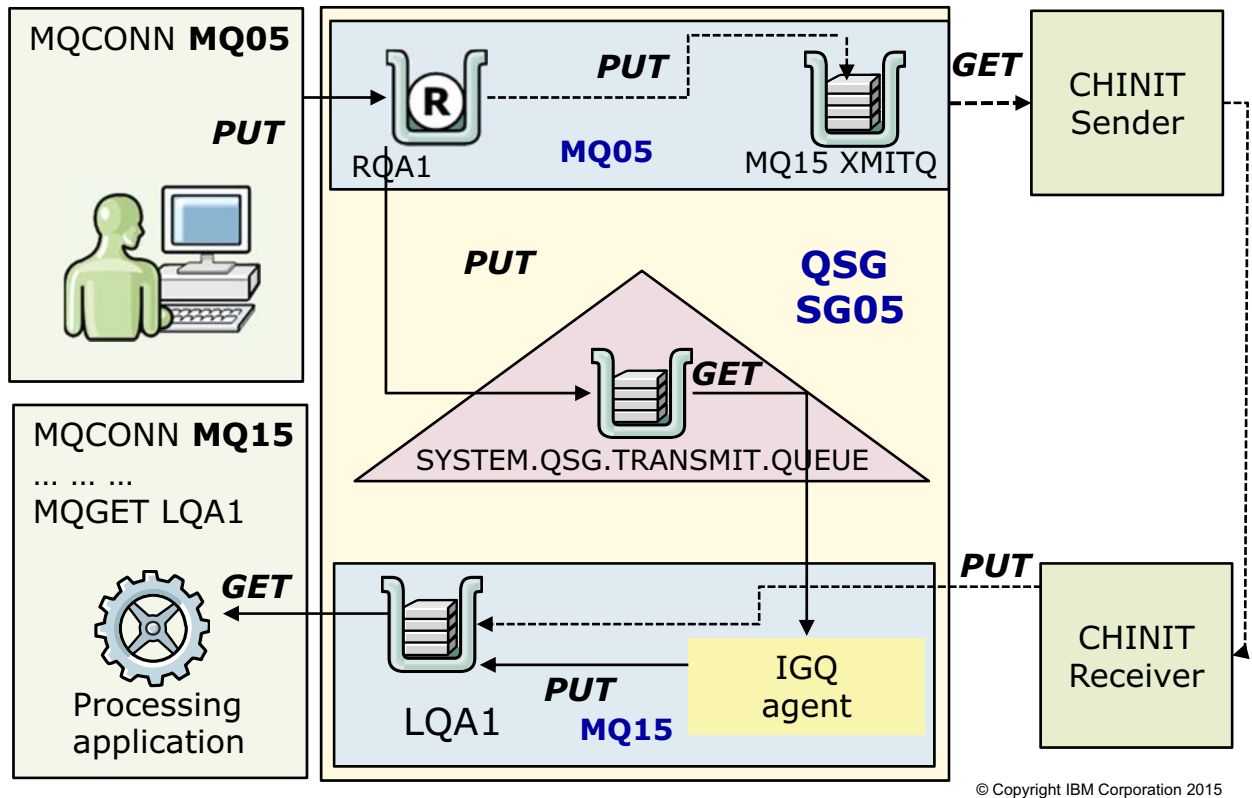 MQCONN MQ05
PUT
R
RQA1
PUT
MQ05
MQ15 XMITQ
GET
CHINIT
Sender
PUT
QSG
SG05
GET
SYSTEM.QSG.TRANSMIT.QUEUE
MQCONN MQ15
... ... ...
MQGET LQA1
GET
Processing
application
LQA1
PUT
MQ15
IGQ
agent
PUT
CHINIT
Receiver
© Copyright IBM Corporation 2015